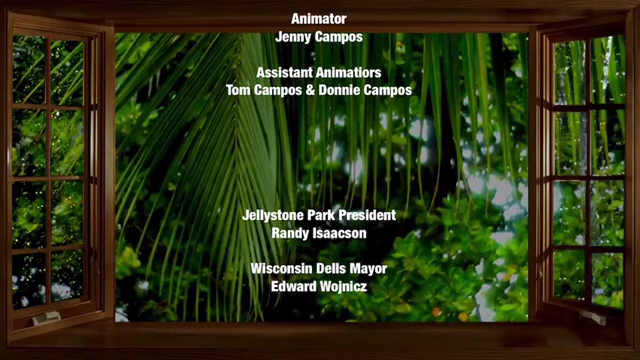 Animator
Jenny Campos
Assistant Animatiors
Tom Campos & Donnie Campos
Jellystone Park President
Randy Isaacson
Wisconsin Dells Mayor
Edward Wojnicz